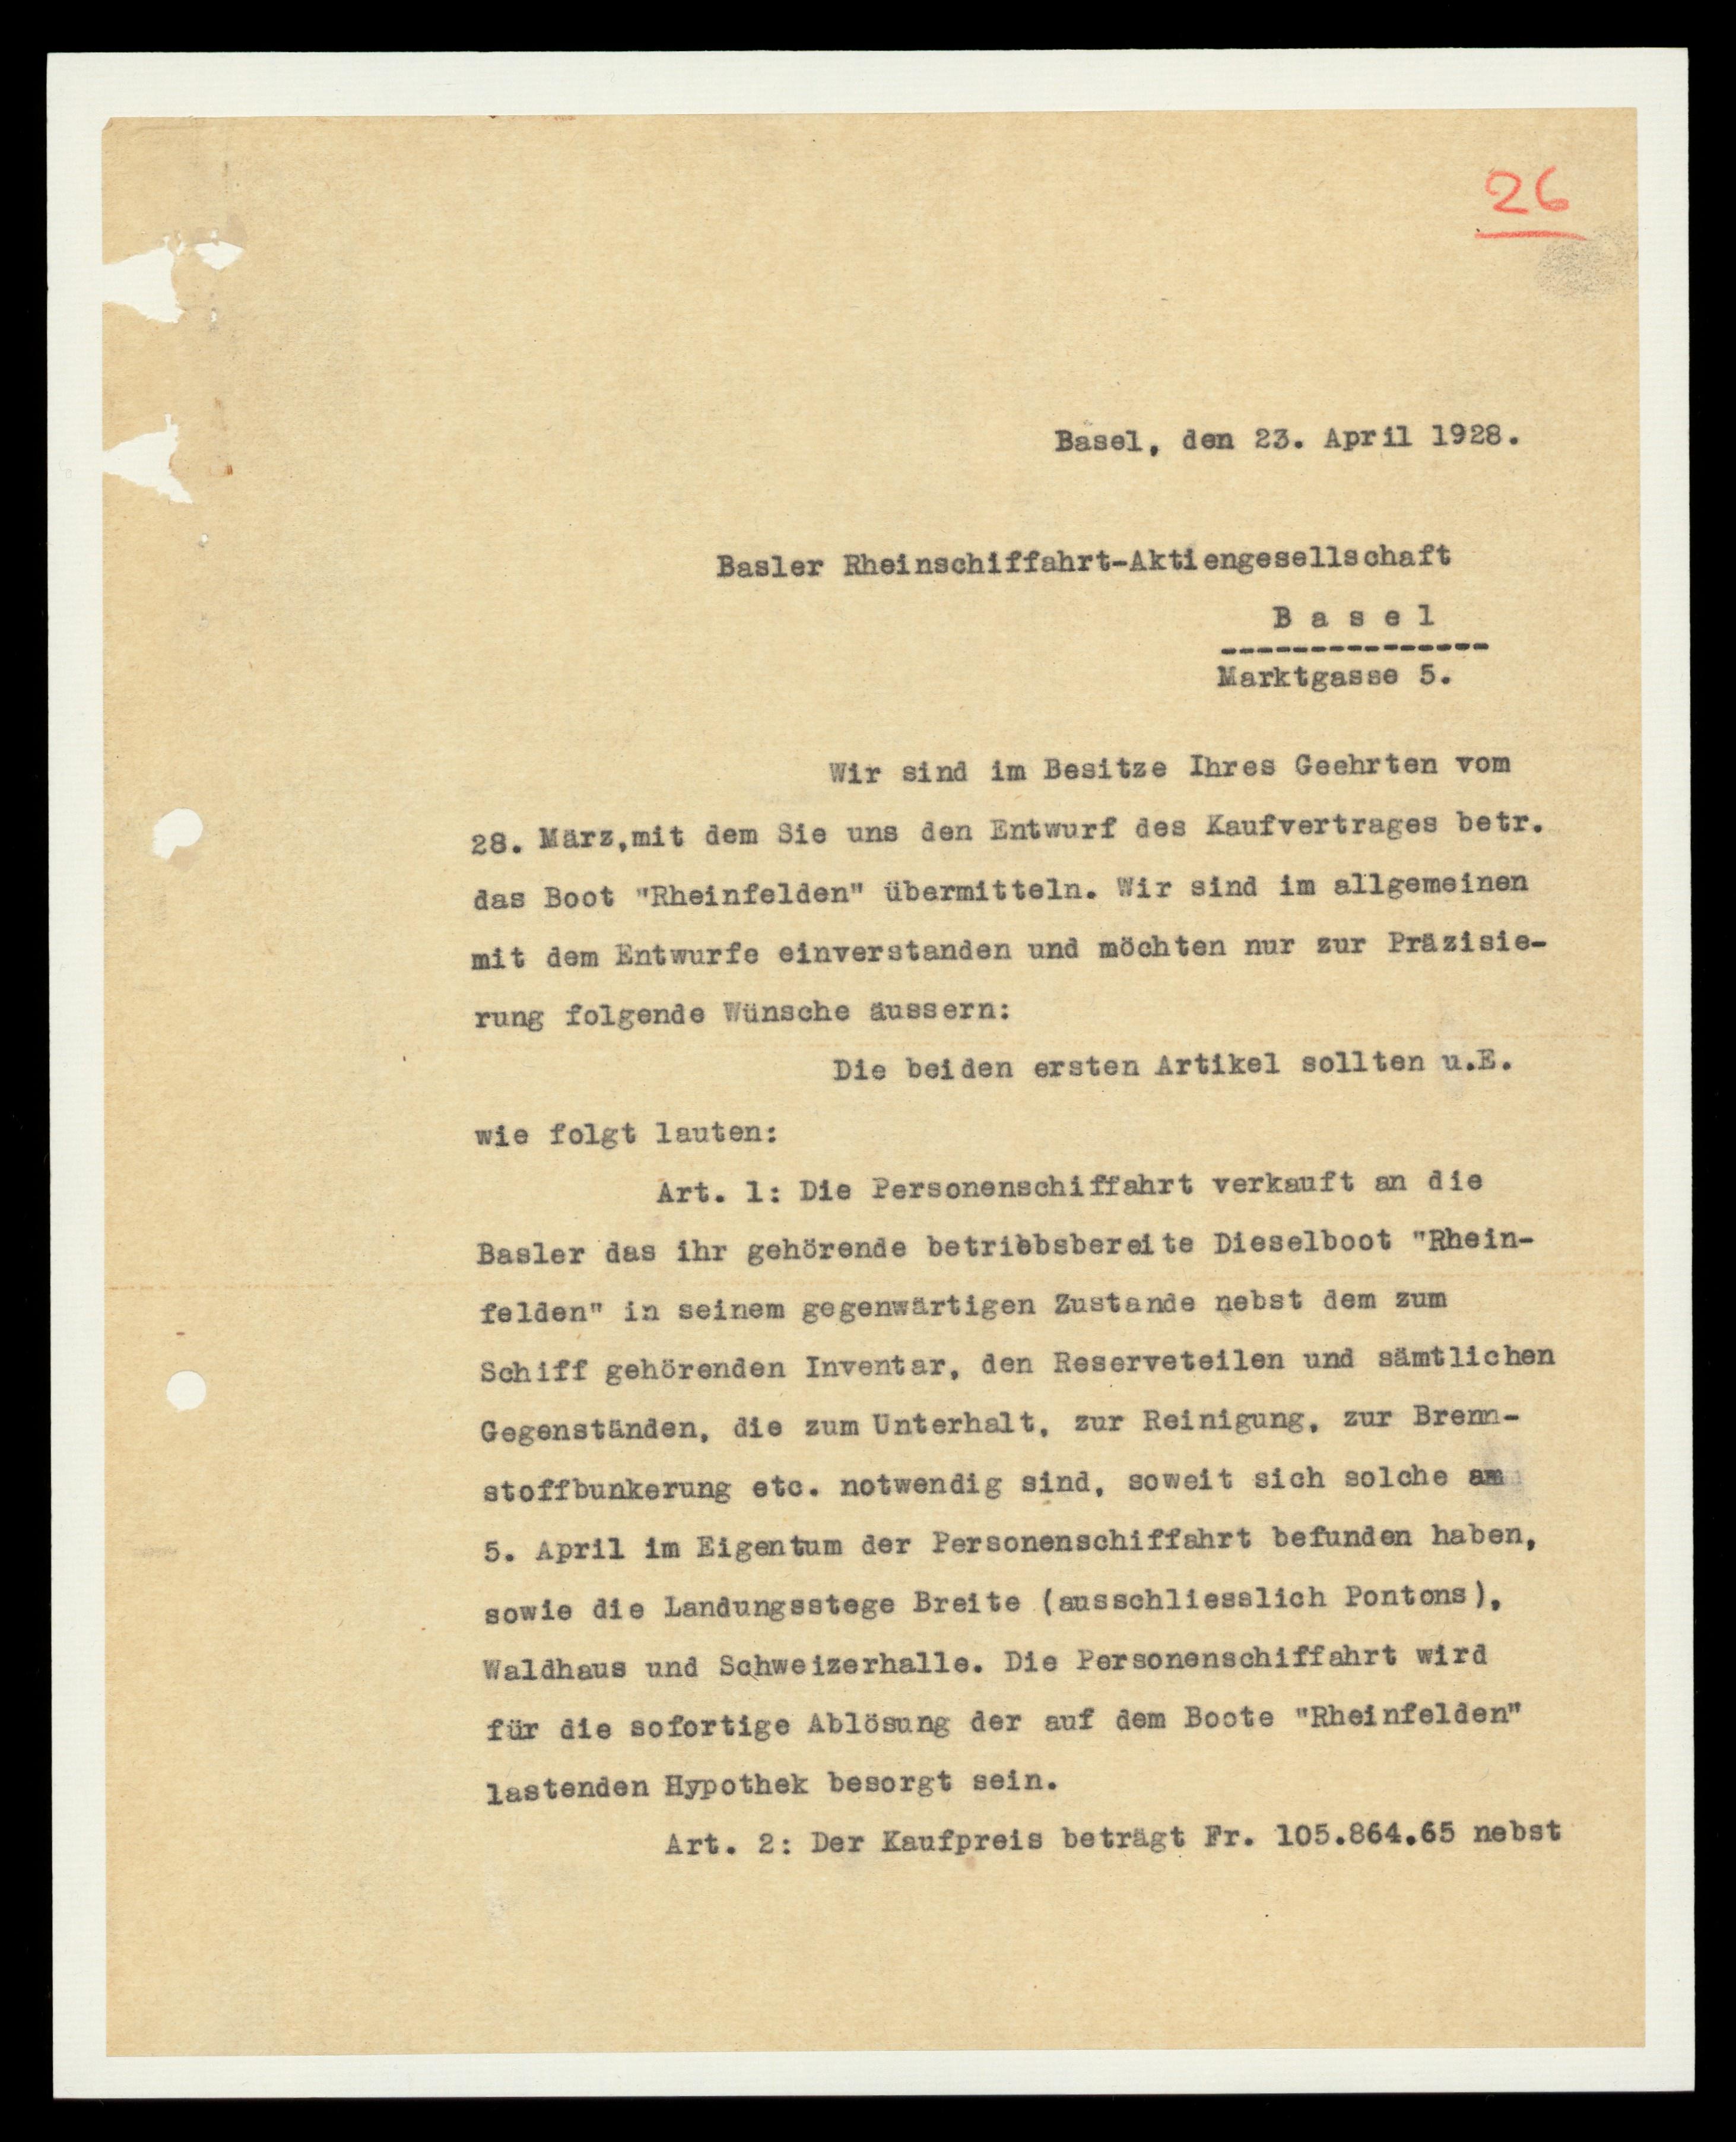 26
Basel, den 23. April 1928.
Basler Rheinschiffahrt-Aktiengesellschaft
B a s e l
---------------
Marktgasse 5.
Wir sind im Besitze Ihres Geehrten vom
28. März,mit dem Sie uns den Entwurf des Kaufvertrages betr.
das Boot "Rheinfelden" übermitteln. Wir sind im allgemeinen
mit dem Entwurfe einverstanden und möchten nur zur Präzisie-
rung folgende Wünsche äussern:
Die beiden ersten Artikel sollten u.E.
wie folgt lauten:
Art. 1: Die Personenschiffahrt verkauft an die
Basler das ihr gehörende betriebsbereite Dieselboot "Rhein-
felden" in seinem gegenwärtigen Zustande nebst dem zum
Schiff gehörenden Inventar, den Reserveteilen und sämtlichen
Gegenständen, die zum Unterhalt, zur Reinigung, zur Brenn-
stoffbunkerung etc. notwendig sind, soweit sich solche am
5. April im Eigentum der Personenschiffahrt befunden haben,
sowie die Landungsstege Breite (ausschliesslich Pontons),
Waldhaus und Schweizerhalle. Die Personenschiffahrt wird
für die sofortige Ablösung der auf dem Boote "Rheinfelden"
lastenden Hypothek besorgt sein.
Art. 2: Der Kaufpreis beträgt Fr. 105.864.65 nebst